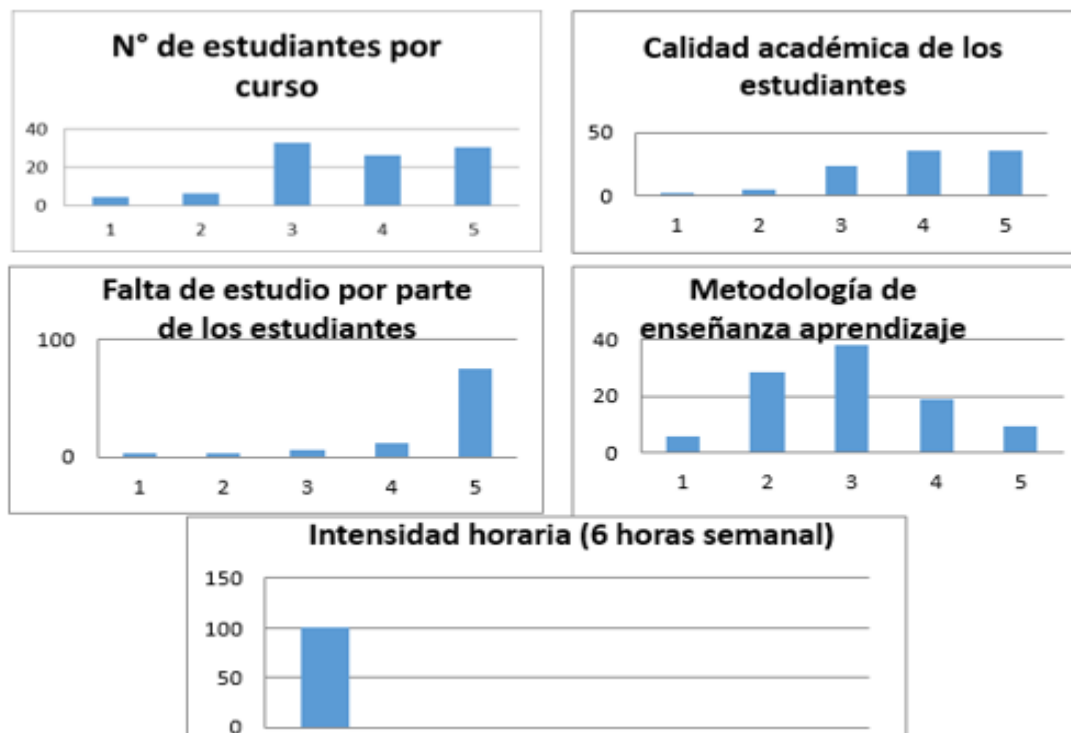 N° de estudiantes por
curso
40
20
0
1 2 3 4 5
Calidad académica de los
estudiantes
50
0
1 2 3 4 5
Falta de estudio por parte
de los estudiantes
100
0
1 2 3 4 5
Metodología de
enseñanza aprendizaje
40
20
0
1 2 3 4 5
Intensidad horaria (6 horas semanal)
150
100
50
0